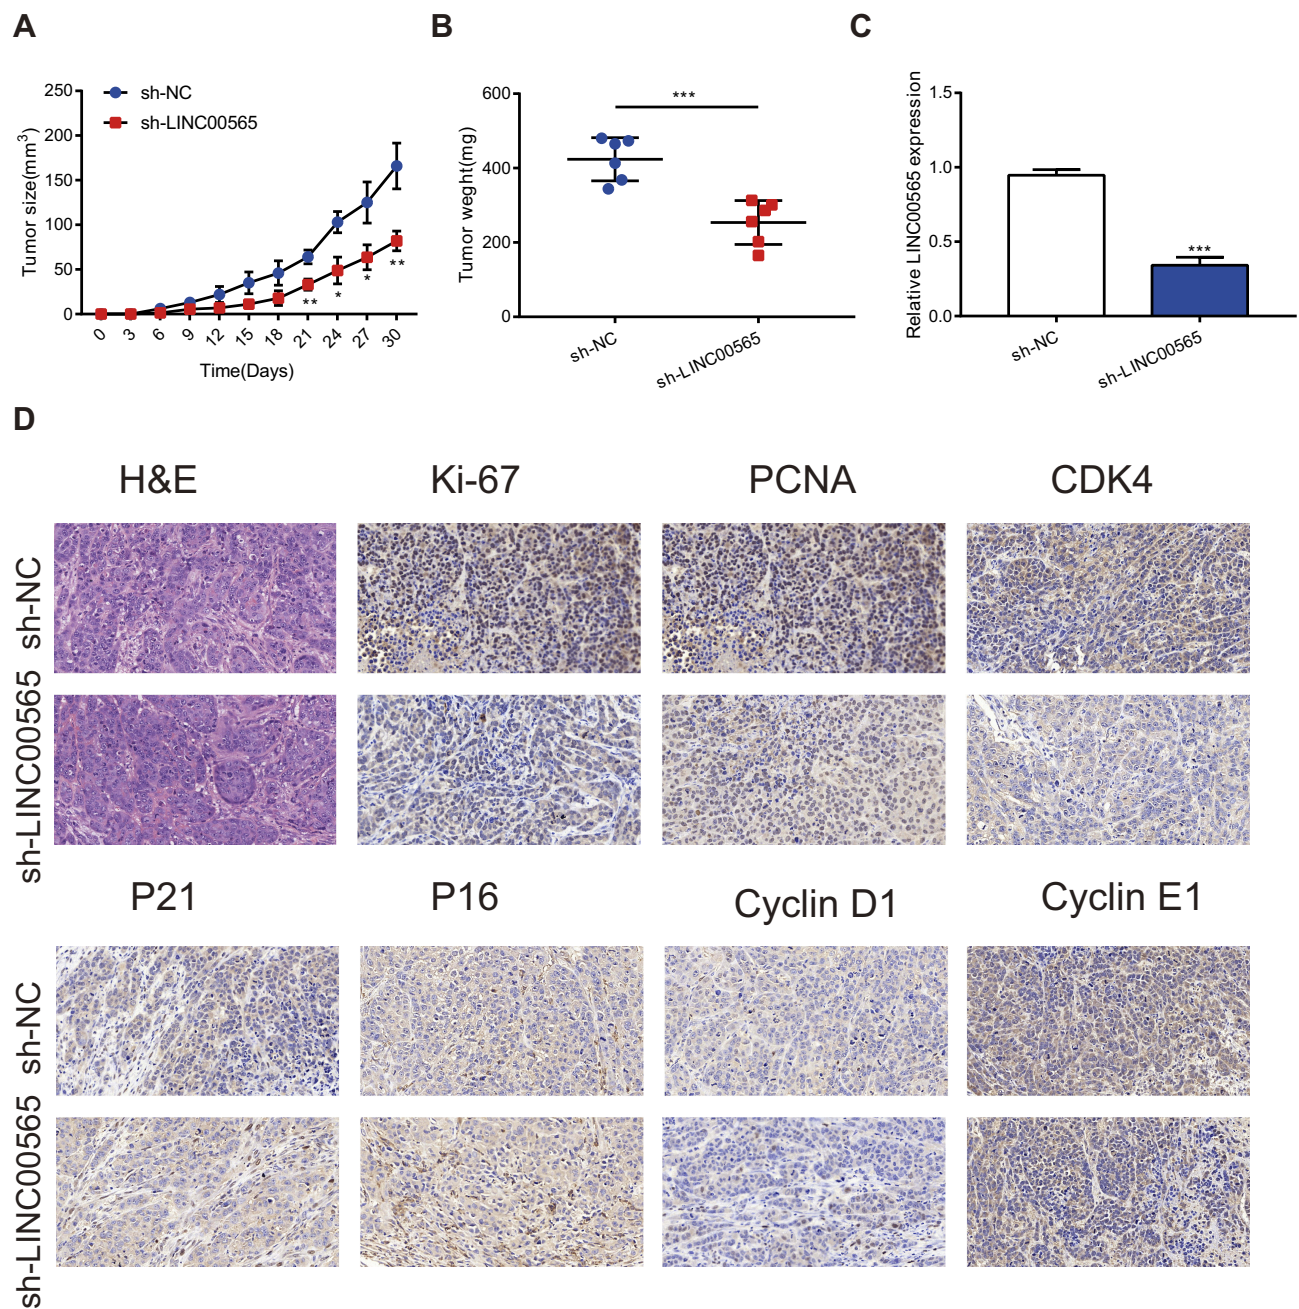 A
B
C
sh-NC
sh-LINC00565
Tumor size(mm³)
250
200
150
100
50
0
0 3 6 9 12 15 18 21 24 27 30
** * * **
Time(Days)
Tumor weght(mg)
600
400
200
0
***
sh-NC
sh-LINC00565
Relative LINC00565 expression
1.5
1.0
0.5
0.0
***
sh-NC
sh-LINC00565
D
H&E Ki-67 PCNA CDK4
sh-NC
sh-LINC00565
P21 P16 Cyclin D1 Cyclin E1
sh-NC
sh-LINC00565